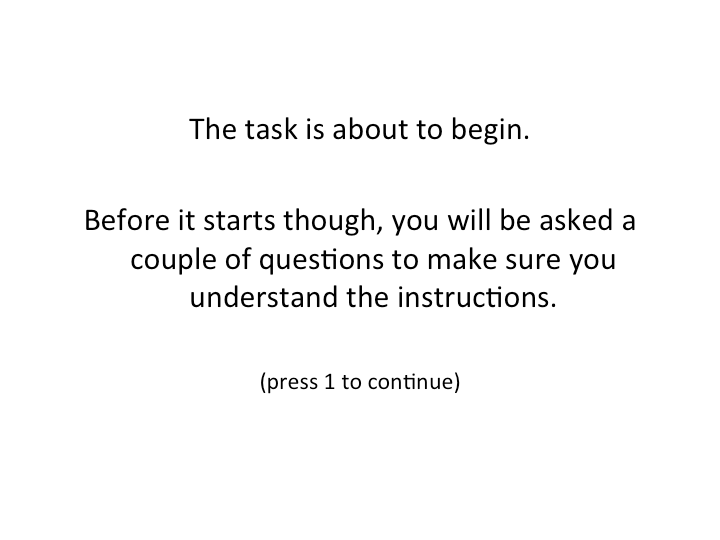 The task is about to begin.
Before it starts though, you will be asked a
couple of questions to make sure you
understand the instructions.
(press 1 to continue)